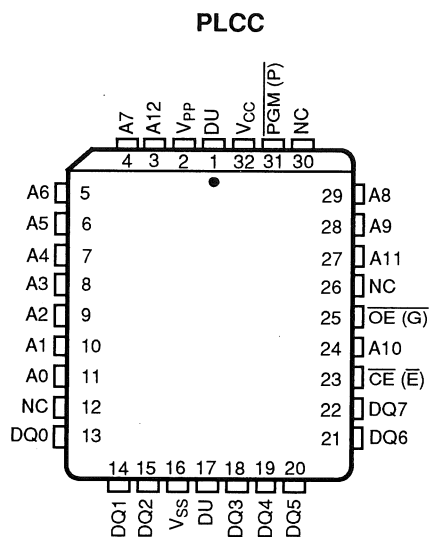 PLCC
A7 A12 VPP DU VCC PGM (P) NC
4 3 2 1 32 31 30
A6 5 29 A8
A5 6 28 A9
A4 7 27 A11
A3 8 26 NC
A2 9 25 OE (G)
A1 10 24 A10
A0 11 23 CE (E)
NC 12 22 DQ7
DQ0 13 21 DQ6
14 15 16 17 18 19 20
DQ1 DQ2 VSS DU DQ3 DQ4 DQ5